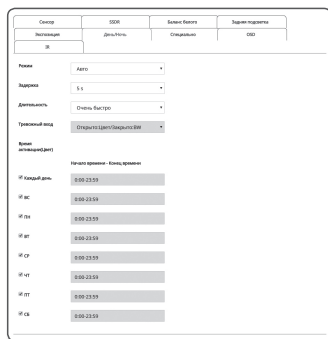 Сенсор SSDR Баланс белого Задняя подсветка
Экспозиция День/Ночь Специально OSD
IR
Режим Авто
Задержка 5 s
Длительность Очень быстро
Тревожный вход Открыто:Цвет/Закрыто:BW
Время
активации(Цвет)
Начало времени - Конец времени
Каждый день 0:00-23:59
ВС 0:00-23:59
ПН 0:00-23:59
ВТ 0:00-23:59
СР 0:00-23:59
ЧТ 0:00-23:59
ПТ 0:00-23:59
СБ 0:00-23:59